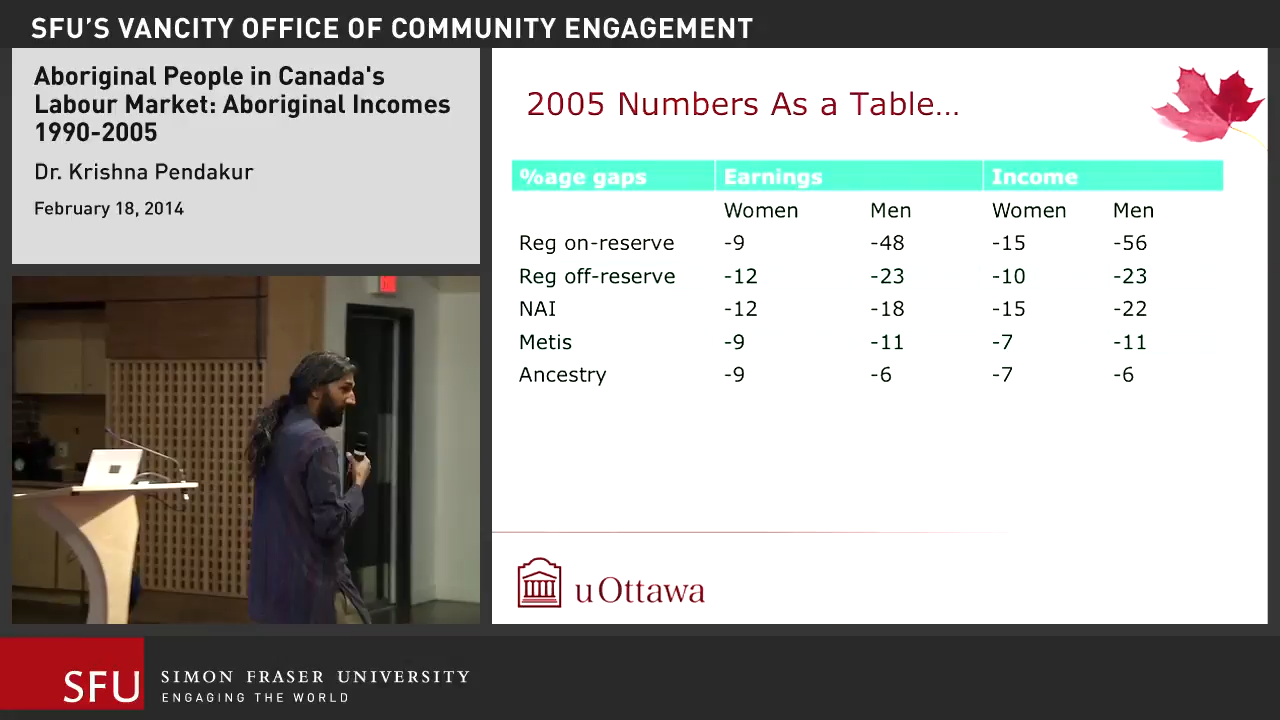 SFU'S VANCITY OFFICE OF COMMUNITY ENGAGEMENT
Aboriginal People in Canada's
Labour Market: Aboriginal Incomes
1990-2005
Dr. Krishna Pendakur
February 18, 2014
2005 Numbers As a Table...
%age gaps Earnings Income
Women Men Women Men
Reg on-reserve -9 -48 -15 -56
Reg off-reserve -12 -23 -10 -23
NAI -12 -18 -15 -22
Metis -9 -11 -7 -11
Ancestry -9 -6 -7 -6
uOttawa
SFU
SIMON FRASER UNIVERSITY
ENGAGING THE WORLD